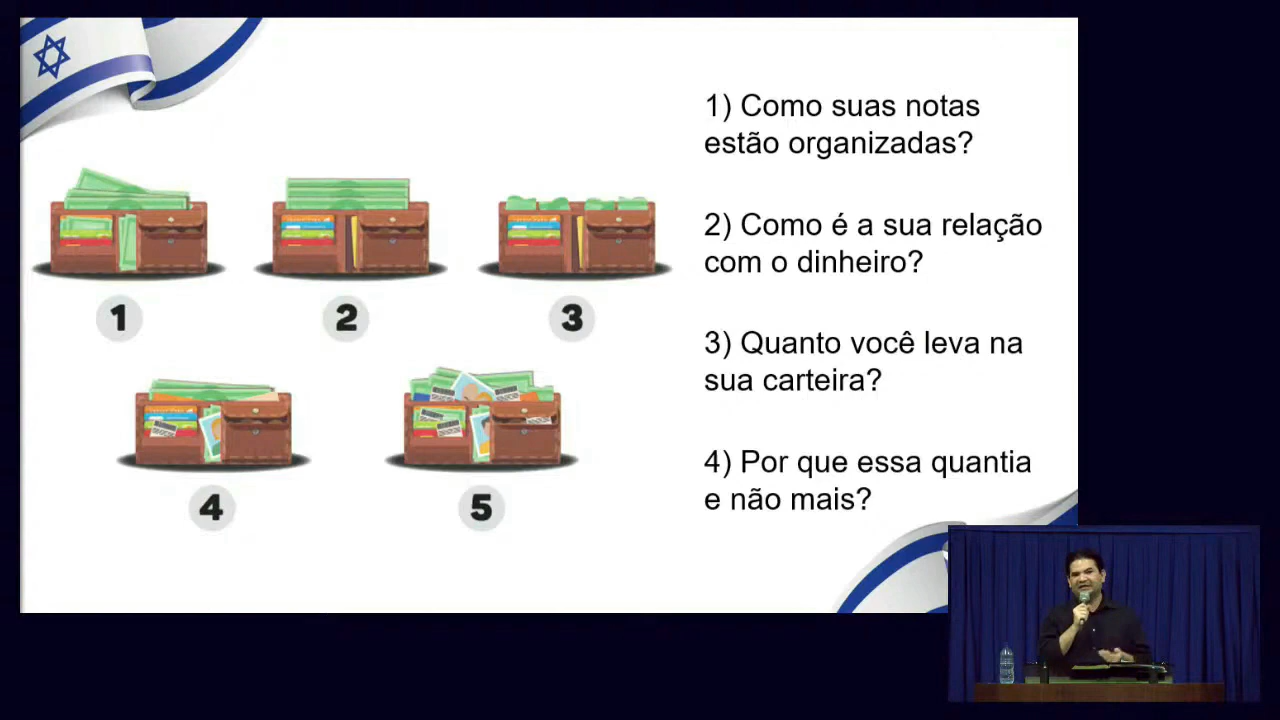 1
2
3
4
5
1) Como suas notas
estão organizadas?
2) Como é a sua relação
com o dinheiro?
3) Quanto você leva na
sua carteira?
4) Por que essa quantia
e não mais?